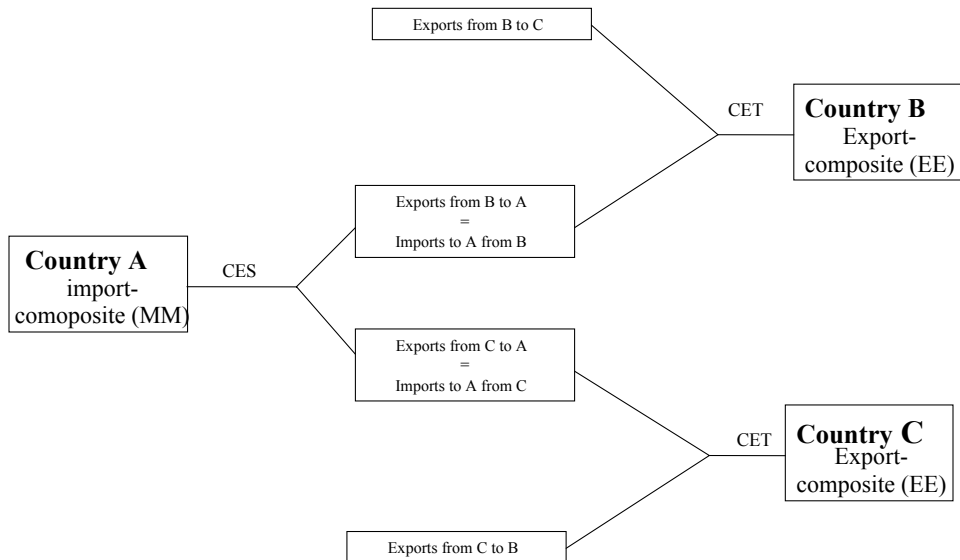 Exports from B to C
CET
Country B
Export-
composite (EE)
Exports from B to A
=
Imports to A from B
Country A
import-
comoposite (MM)
CES
Exports from C to A
=
Imports to A from C
CET
Country C
Export-
composite (EE)
Exports from C to B